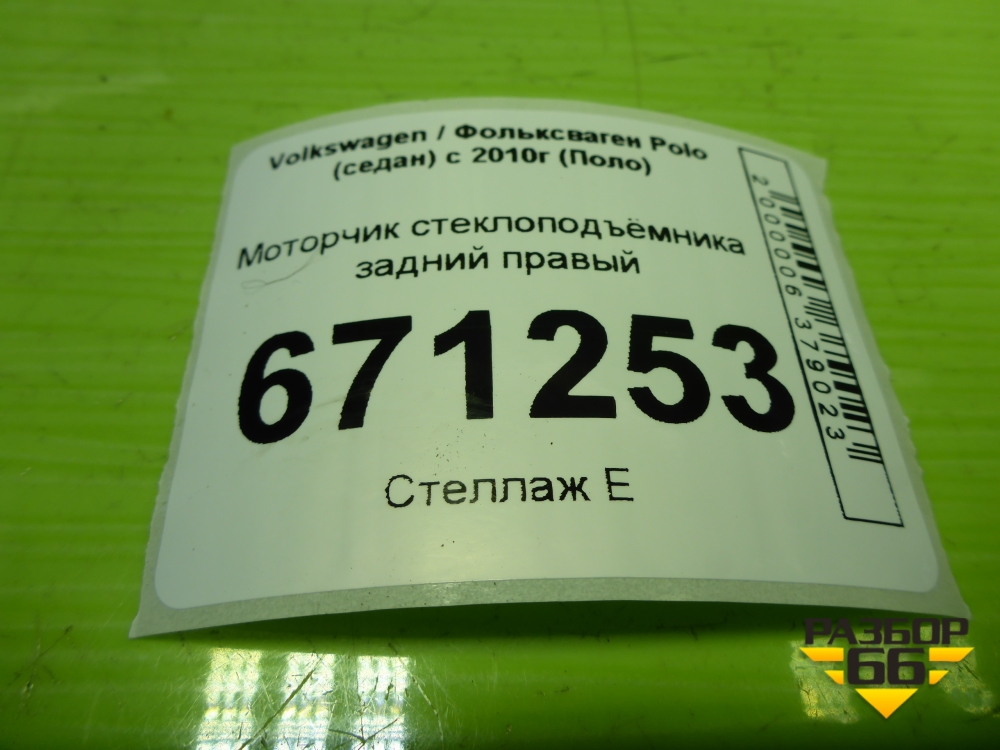 Volkswagen / Фольксваген Polo
(седан) с 2010г (Поло)
Моторчик стеклоподъёмника
задний правый
671253
Стеллаж Е
2000006379023
РАЗБОР
66